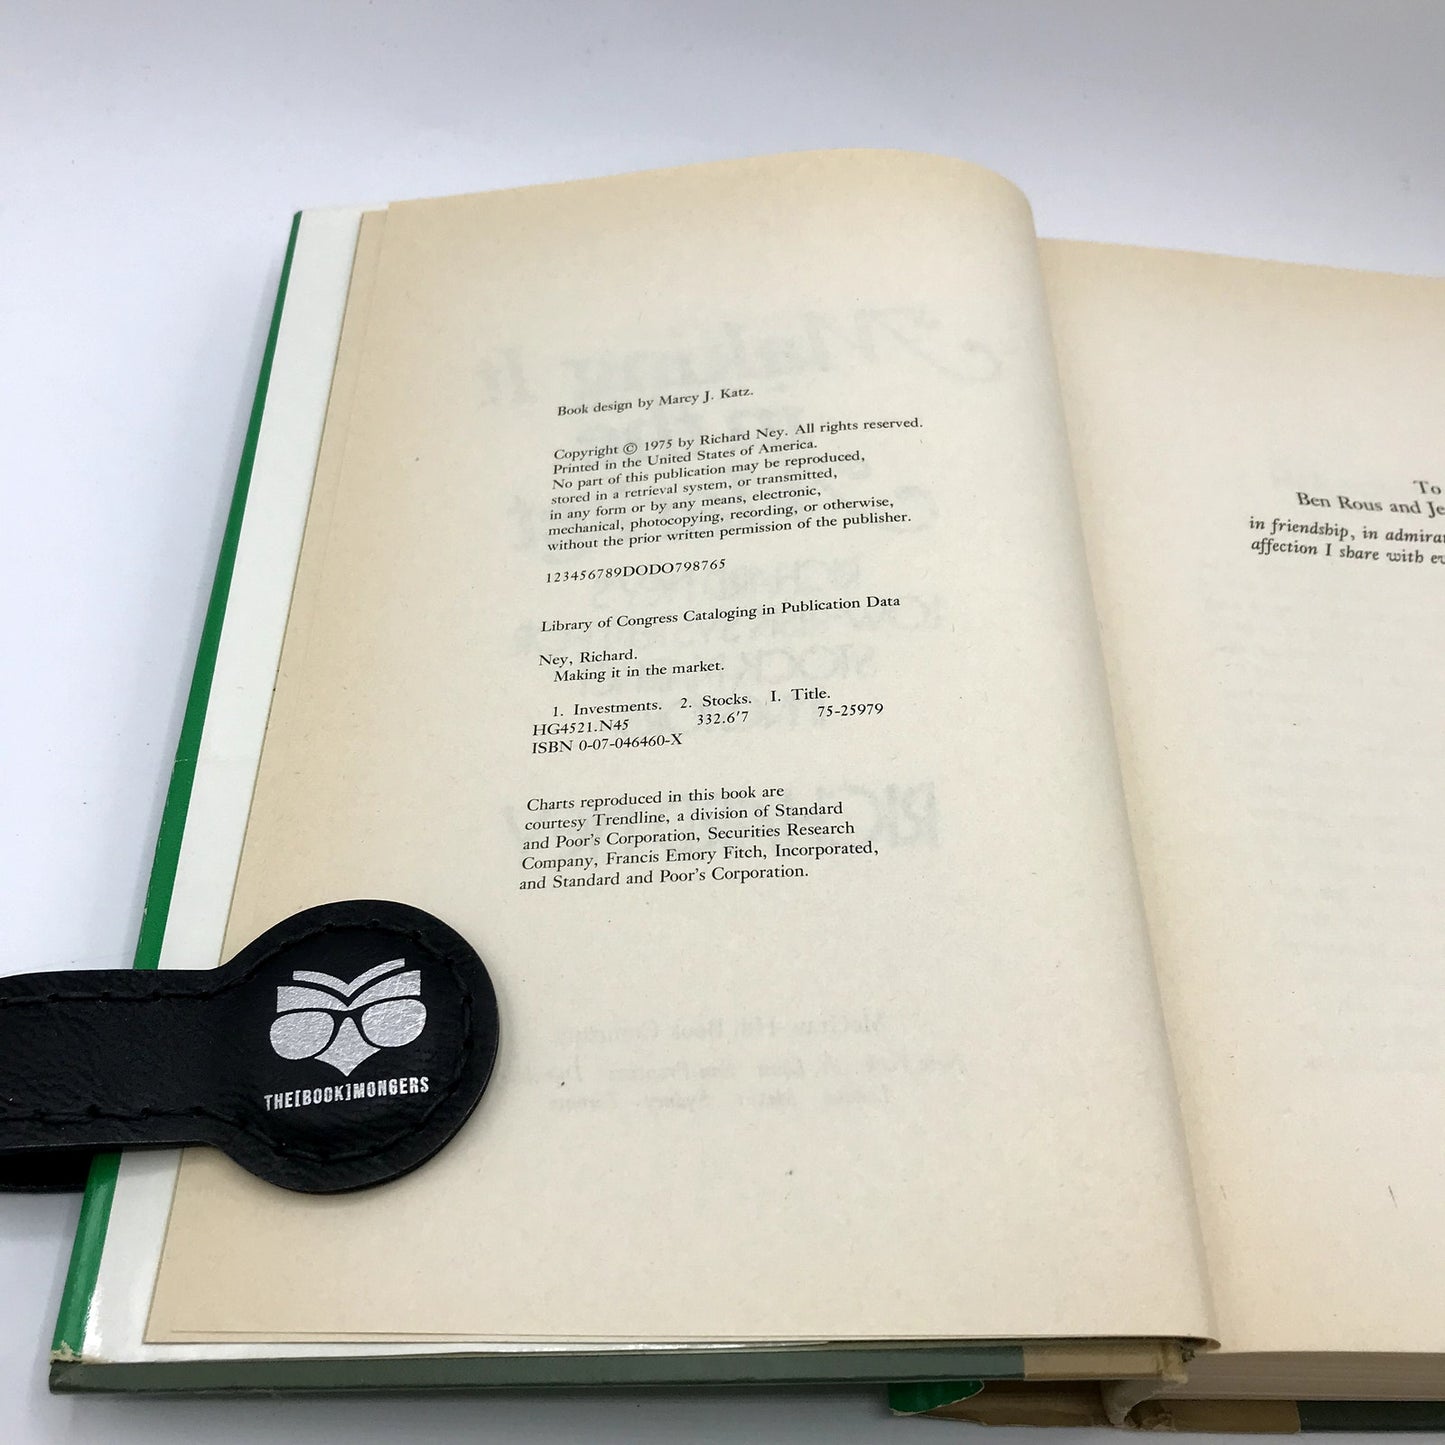 Book design by Marcy J. Katz.
Copyright © 1975 by Richard Ney. All rights reserved.
Printed in the United States of America.
No part of this publication may be reproduced,
stored in a retrieval system, or transmitted,
in any form or by any means, electronic,
mechanical, photocopying, recording, or otherwise,
without the prior written permission of the publisher.
123456789DODO798765
Library of Congress Cataloging in Publication Data
Ney, Richard.
Making it in the market.
1. Investments. 2. Stocks. I. Title.
HG4521.N45 332.6'7 75-25979
ISBN 0-07-046460-X
Charts reproduced in this book are
courtesy Trendline, a division of Standard
and Poor's Corporation, Securities Research
Company, Francis Emory Fitch, Incorporated,
and Standard and Poor's Corporation.
THE[BOOK]MONGERS
To
Ben Rous and
in friendship, in
affection I share with